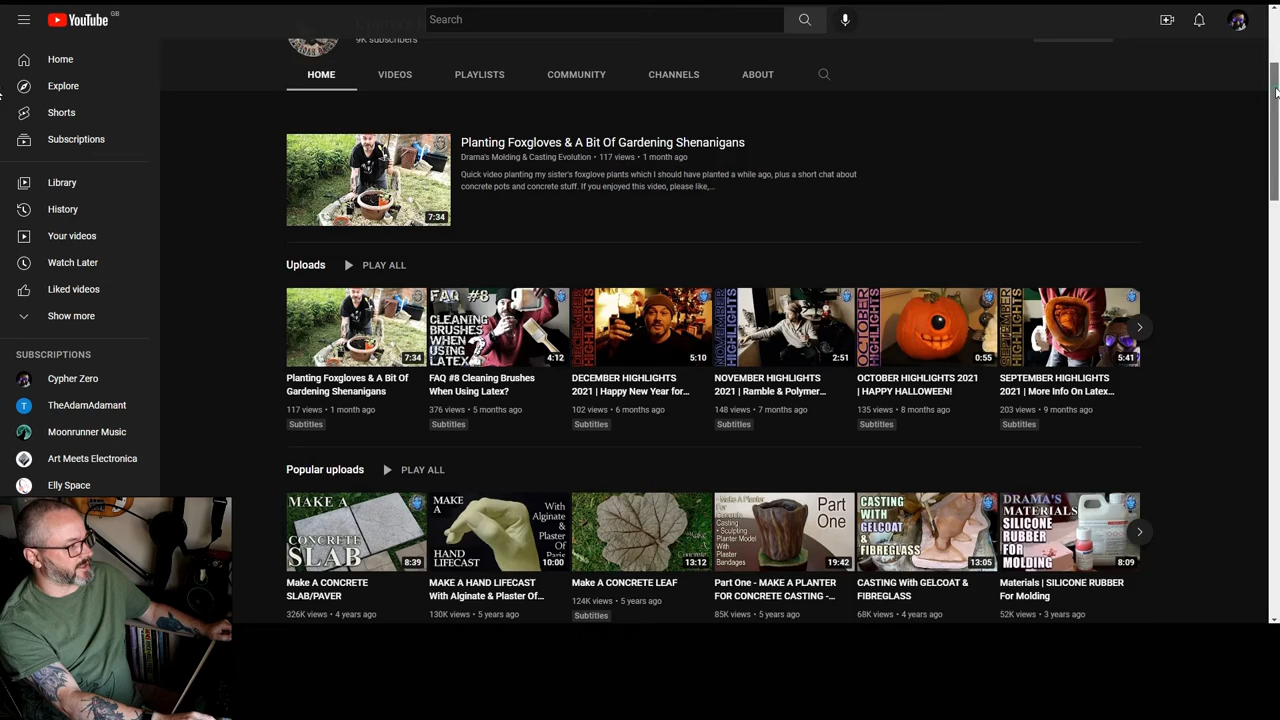 YouTube GB
Search
9K subscribers
HOME VIDEOS PLAYLISTS COMMUNITY CHANNELS ABOUT
Home
Explore
Shorts
Subscriptions
Library
History
Your videos
Watch Later
Liked videos
Show more
SUBSCRIPTIONS
Cypher Zero
TheAdamAdamant
Moonrunner Music
Art Meets Electronica
Elly Space
7:34
Planting Foxgloves & A Bit Of Gardening Shenanigans
Drama's Molding & Casting Evolution • 117 views • 1 month ago
Quick video planting my sister's foxglove plants which I should have planted a while ago, plus a short chat about
concrete pots and concrete stuff. If you enjoyed this video, please like,...
Uploads PLAY ALL
7:34
Planting Foxgloves & A Bit Of
Gardening Shenanigans
117 views • 1 month ago
Subtitles
FAQ #8
CLEANING
BRUSHES
WHEN
USING
LATEX
4:12
FAQ #8 Cleaning Brushes
When Using Latex?
376 views • 5 months ago
Subtitles
DECEMBER
HIGHLIGHTS
5:10
DECEMBER HIGHLIGHTS
2021 | Happy New Year for...
102 views • 6 months ago
Subtitles
NOVEMBER
HIGHLIGHTS
2:51
NOVEMBER HIGHLIGHTS
2021 | Ramble & Polymer...
148 views • 7 months ago
Subtitles
OCTOBER
HIGHLIGHTS
0:55
OCTOBER HIGHLIGHTS 2021
| HAPPY HALLOWEEN!
135 views • 8 months ago
Subtitles
SEPTEMBER
HIGHLIGHTS
5:41
SEPTEMBER HIGHLIGHTS
2021 | More Info On Latex...
203 views • 9 months ago
Subtitles
Popular uploads PLAY ALL
MAKE A
CONCRETE
SLAB
8:39
Make A CONCRETE
SLAB/PAVER
326K views • 4 years ago
MAKE
A
HAND
LIFECAST
With
Alginate
&
Plaster
Of
Paris
10:00
MAKE A HAND LIFECAST
With Alginate & Plaster Of...
130K views • 5 years ago
13:12
Make A CONCRETE LEAF
124K views • 5 years ago
Subtitles
Make A Planter
For Concrete
Casting
- Sculpting
Planter Model
With
Plaster
Bandages
Part
One
19:42
Part One - MAKE A PLANTER
FOR CONCRETE CASTING -...
85K views • 5 years ago
CASTING
WITH
GELCOAT
&
FIBREGLASS
13:05
CASTING With GELCOAT &
FIBREGLASS
68K views • 4 years ago
DRAMA'S
MATERIALS
SILICONE
RUBBER
FOR
MOLDING
8:09
Materials | SILICONE RUBBER
For Molding
52K views • 3 years ago